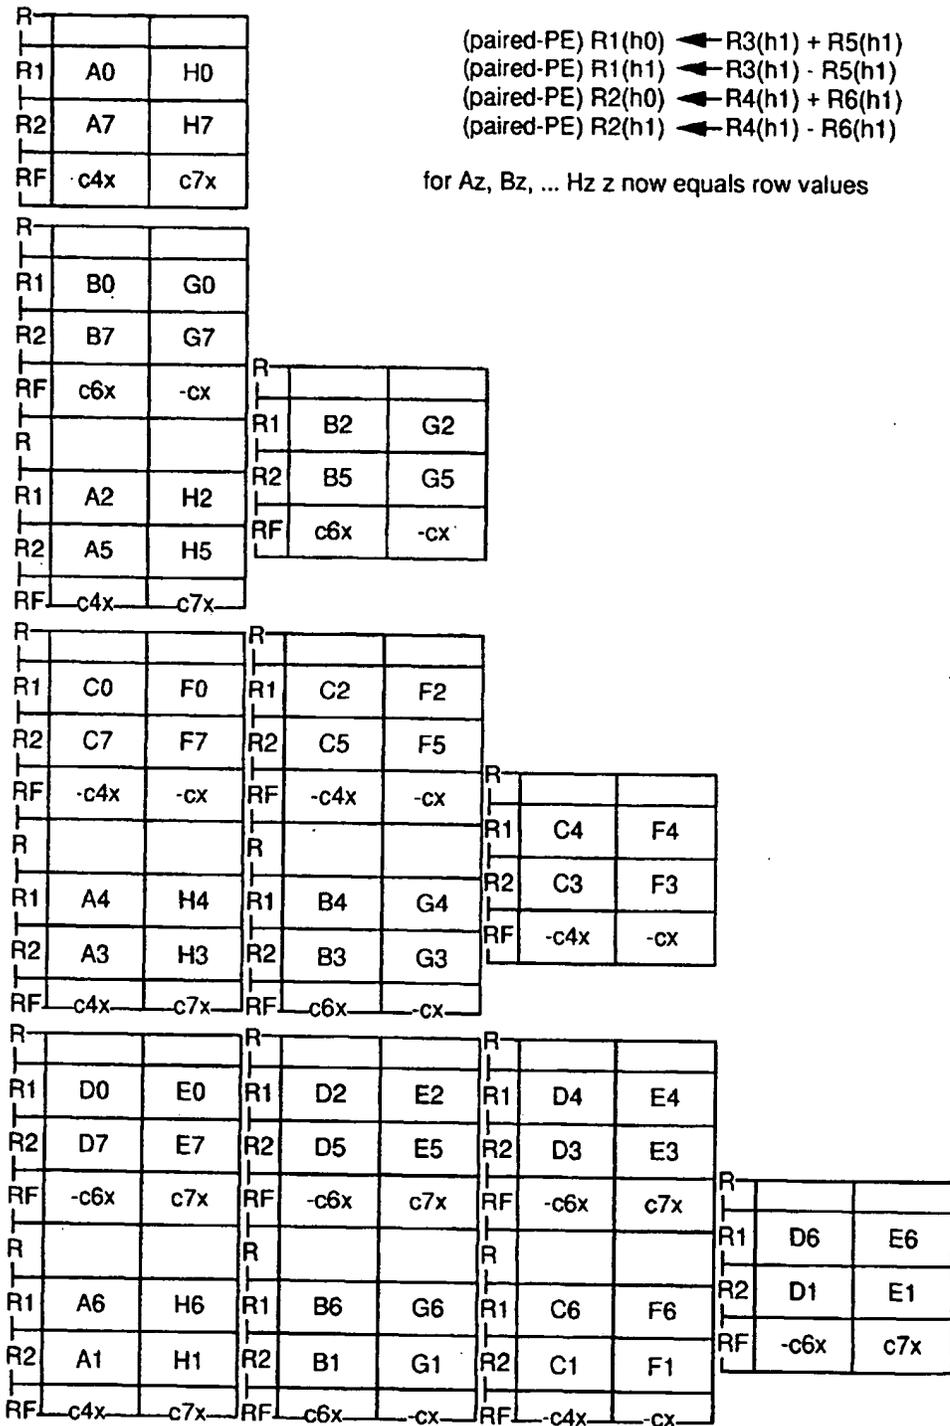 (paired-PE) R1(h0) ◄ R3(h1) + R5(h1)
(paired-PE) R1(h1) ◄ R3(h1) - R5(h1)
(paired-PE) R2(h0) ◄ R4(h1) + R6(h1)
(paired-PE) R2(h1) ◄ R4(h1) - R6(h1)
for Az, Bz, ... Hz z now equals row values
R
R1 A0 H0
R2 A7 H7
RF c4x c7x
R
R1 B0 G0
R2 B7 G7
RF c6x -cx
R
R1 A2 H2
R2 A5 H5
RF c4x c7x
R
R1 B2 G2
R2 B5 G5
RF c6x -cx
R
R1 C0 F0
R2 C7 F7
RF -c4x -cx
R
R1 A4 H4
R2 A3 H3
RF c4x c7x
R
R1 C2 F2
R2 C5 F5
RF -c4x -cx
R
R1 B4 G4
R2 B3 G3
RF c6x -cx
R
R1 C4 F4
R2 C3 F3
RF -c4x -cx
R
R1 D0 E0
R2 D7 E7
RF -c6x c7x
R
R1 A6 H6
R2 A1 H1
RF c4x c7x
R
R1 D2 E2
R2 D5 E5
RF -c6x c7x
R
R1 B6 G6
R2 B1 G1
RF c6x -cx
R
R1 D4 E4
R2 D3 E3
RF -c6x c7x
R
R1 C6 F6
R2 C1 F1
RF -c4x -cx
R
R1 D6 E6
R2 D1 E1
RF -c6x c7x